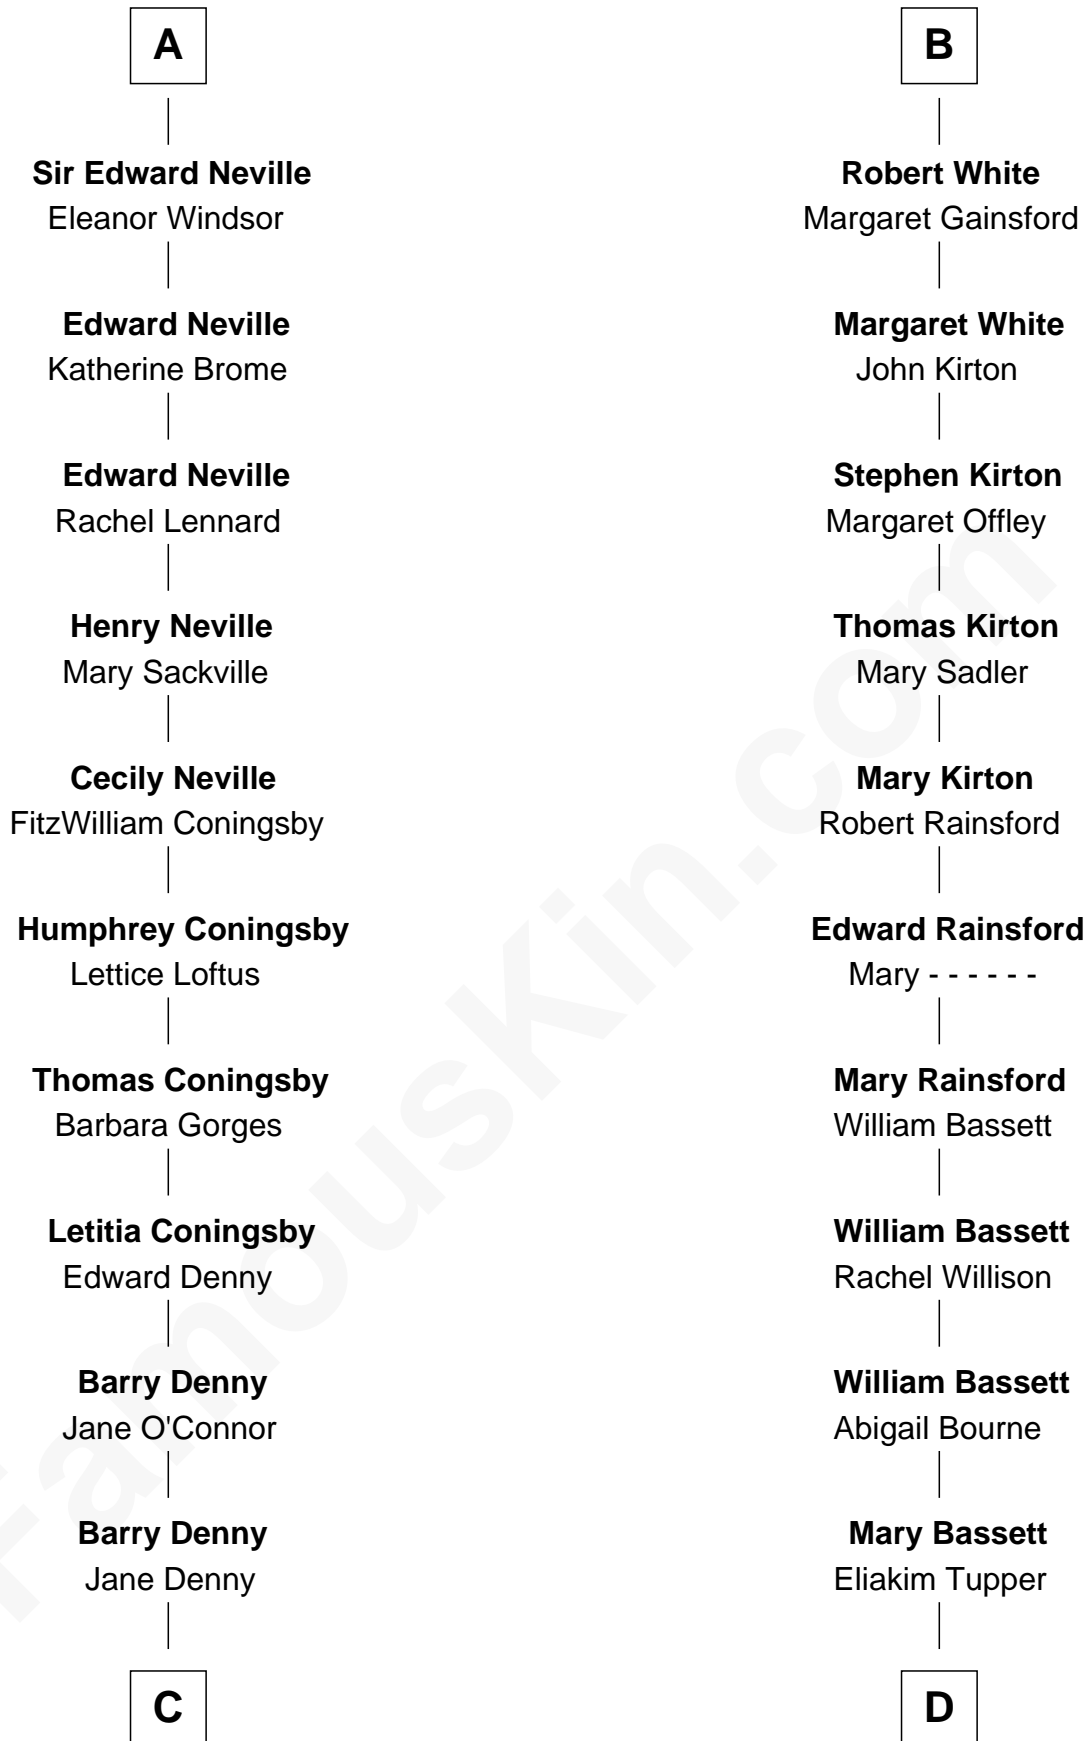 A
Sir Edward Neville
Eleanor Windsor
Edward Neville
Katherine Brome
Edward Neville
Rachel Lennard
Henry Neville
Mary Sackville
Cecily Neville
FitzWilliam Coningsby
Humphrey Coningsby
Lettice Loftus
Thomas Coningsby
Barbara Gorges
Letitia Coningsby
Edward Denny
Barry Denny
Jane O'Connor
Barry Denny
Jane Denny
C
B
Robert White
Margaret Gainsford
Margaret White
John Kirton
Stephen Kirton
Margaret Offley
Thomas Kirton
Mary Sadler
Mary Kirton
Robert Rainsford
Edward Rainsford
Mary - - - - - -
Mary Rainsford
William Bassett
William Bassett
Rachel Willison
William Bassett
Abigail Bourne
Mary Bassett
Eliakim Tupper
D
FamousKin.com